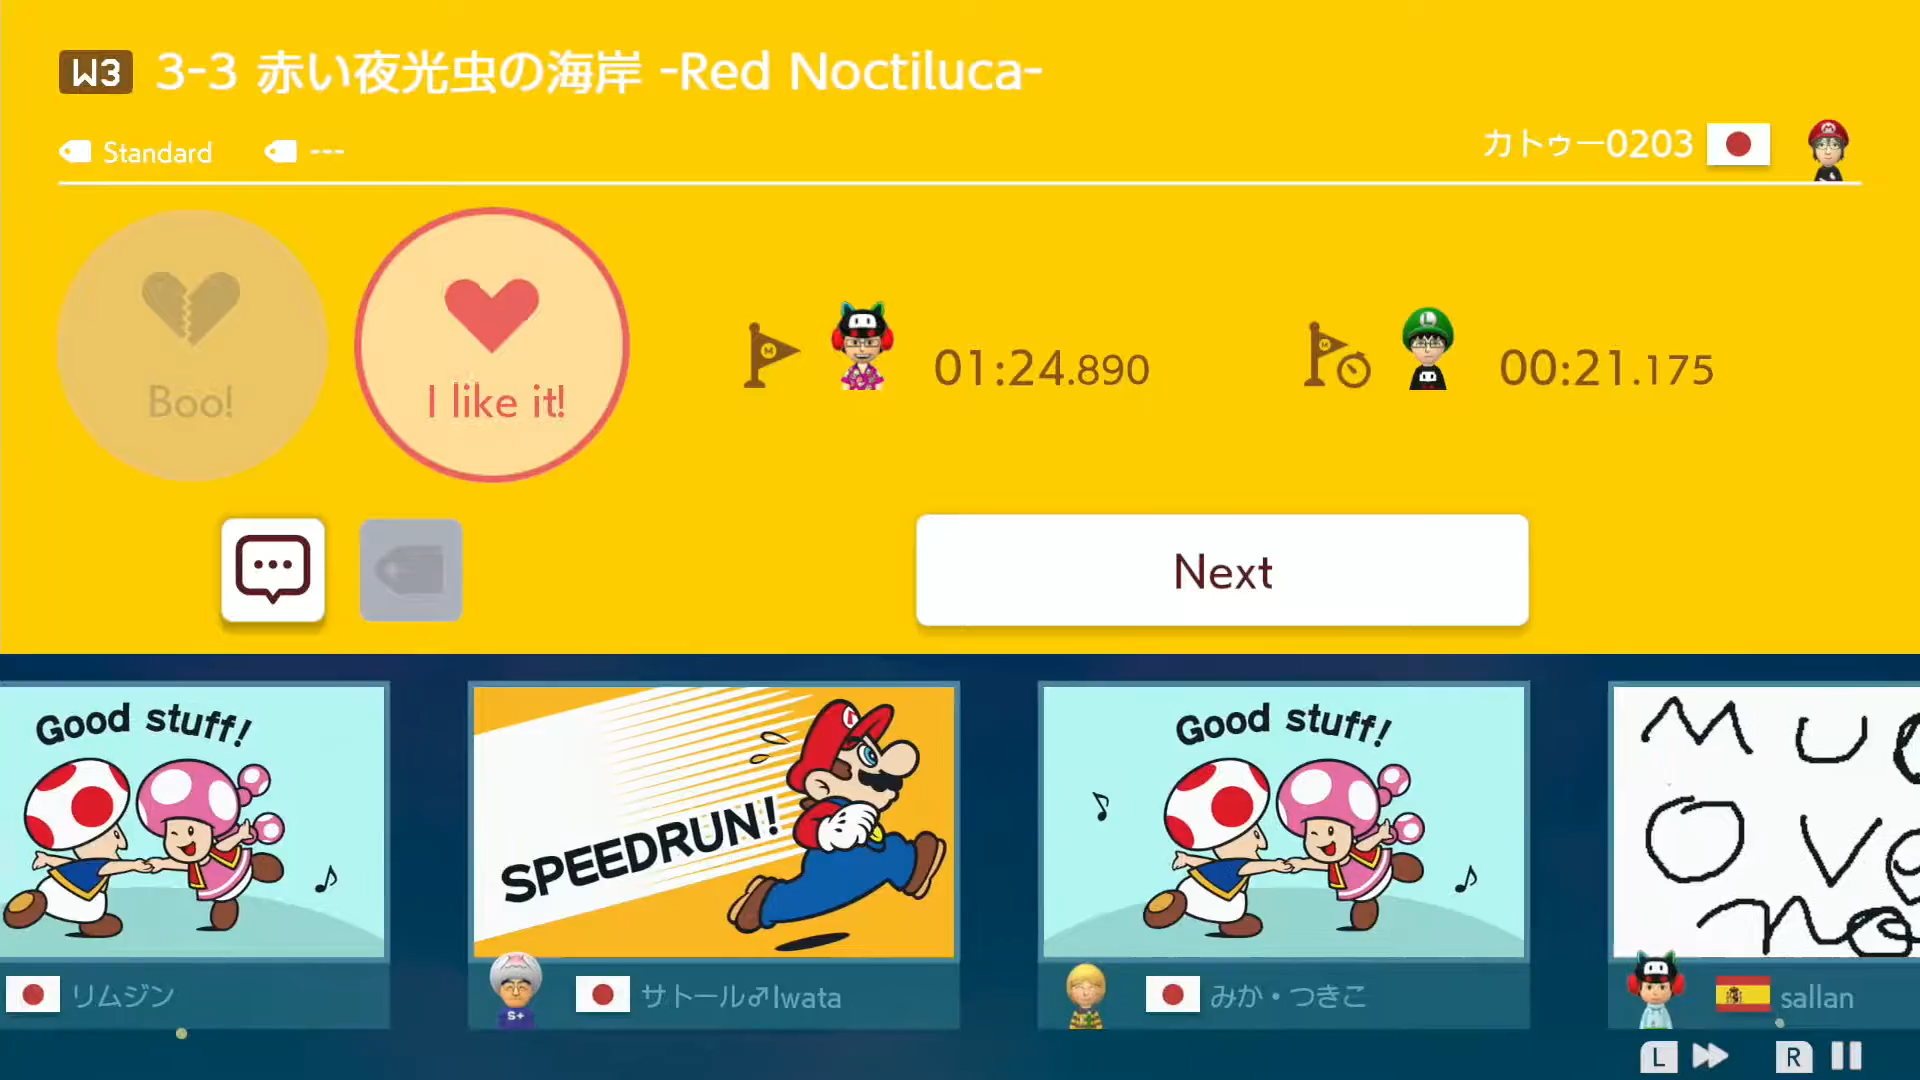 W3 3-3 赤い夜光虫の海岸 -Red Noctiluca-
Standard ---
カトゥー0203
Boo!
I like it!
M
01:24.890
M
L
00:21.175
Next
Good stuff!
SPEEDRUN!
Good stuff!
リムジン
S+
サトール♂Iwata
みか・つきこ
sallan
L
R